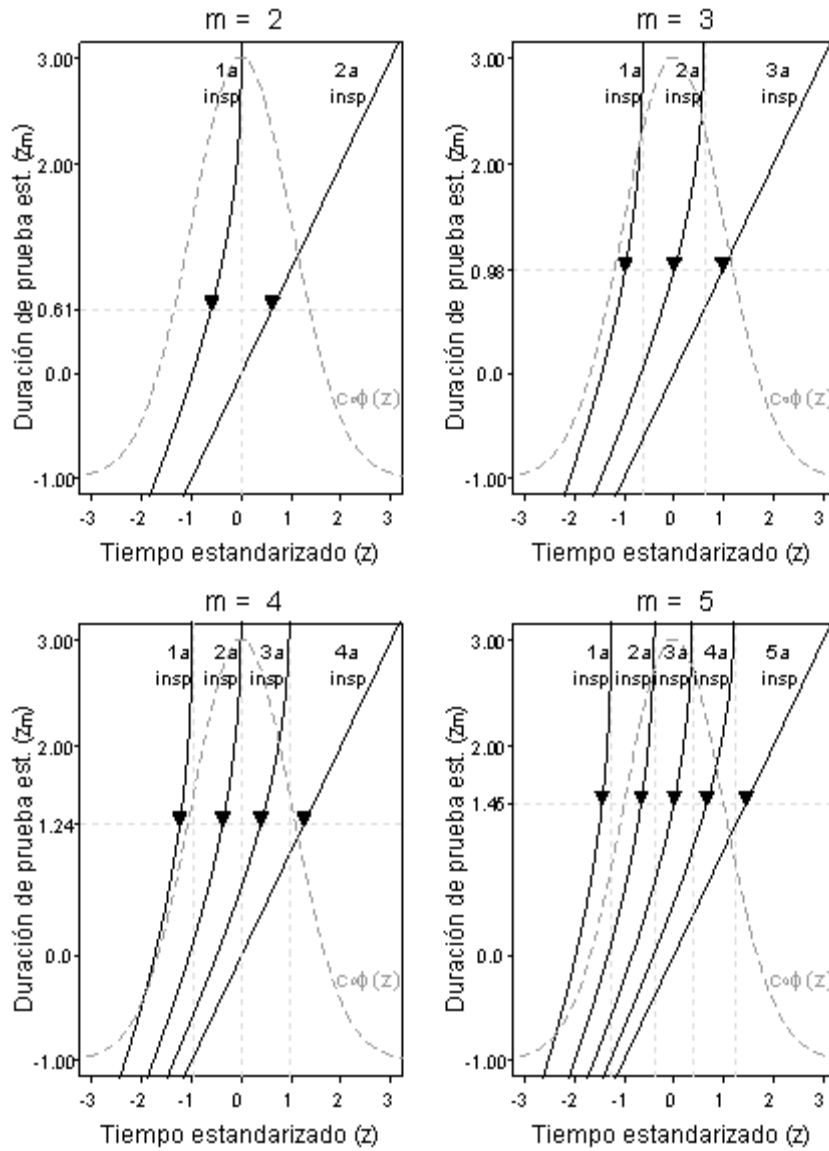 m = 2
1a 2a
insp insp
3.00
2.00
0.61
0.0
-1.00
Duración de prueba est. (zm)
c∘ϕ(z)
-3 -2 -1 0 1 2 3
Tiempo estandarizado (z)
m = 3
1a 2a 3a
insp insp insp
3.00
2.00
0.98
0.0
-1.00
Duración de prueba est. (zm)
c∘ϕ(z)
-3 -2 -1 0 1 2 3
Tiempo estandarizado (z)
m = 4
1a 2a 3a 4a
insp insp insp insp
3.00
2.00
1.24
0.0
-1.00
Duración de prueba est. (zm)
c∘ϕ(z)
-3 -2 -1 0 1 2 3
Tiempo estandarizado (z)
m = 5
1a 2a 3a 4a 5a
insp insp insp insp insp
3.00
2.00
1.45
0.0
-1.00
Duración de prueba est. (zm)
c∘ϕ(z)
-3 -2 -1 0 1 2 3
Tiempo estandarizado (z)